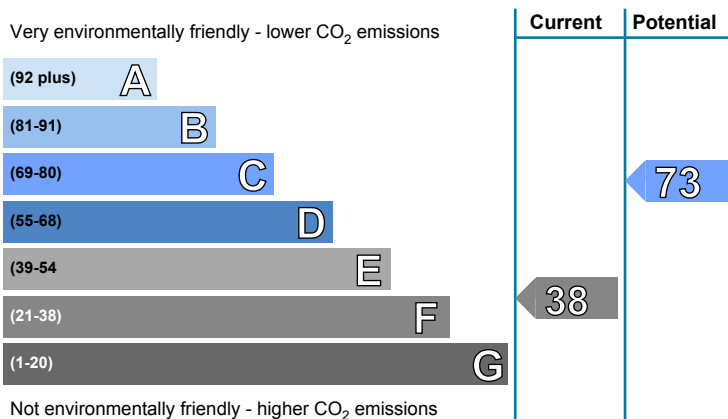 Current Potential
Very environmentally friendly - lower CO2 emissions
(92 plus) A
(81-91) B
(69-80) C
73
(55-68) D
(39-54 E
38
(21-38) F
(1-20) G
Not environmentally friendly - higher CO2 emissions